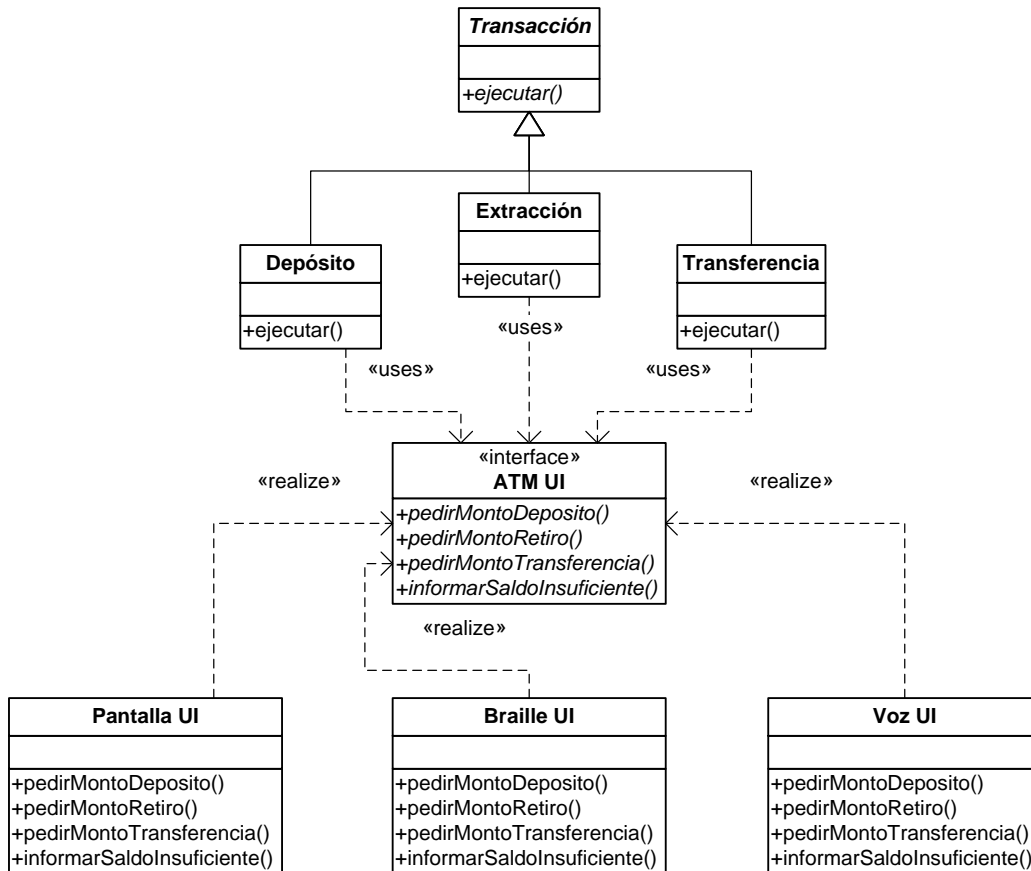 Transacción
+ejecutar()
Extracción
+ejecutar()
Depósito
+ejecutar()
Transferencia
+ejecutar()
«uses»
«uses»
«uses»
«interface»
ATM UI
+pedirMontoDeposito()
+pedirMontoRetiro()
+pedirMontoTransferencia()
+informarSaldoInsuficiente()
«realize»
«realize»
«realize»
Pantalla UI
+pedirMontoDeposito()
+pedirMontoRetiro()
+pedirMontoTransferencia()
+informarSaldoInsuficiente()
Braille UI
+pedirMontoDeposito()
+pedirMontoRetiro()
+pedirMontoTransferencia()
+informarSaldoInsuficiente()
Voz UI
+pedirMontoDeposito()
+pedirMontoRetiro()
+pedirMontoTransferencia()
+informarSaldoInsuficiente()